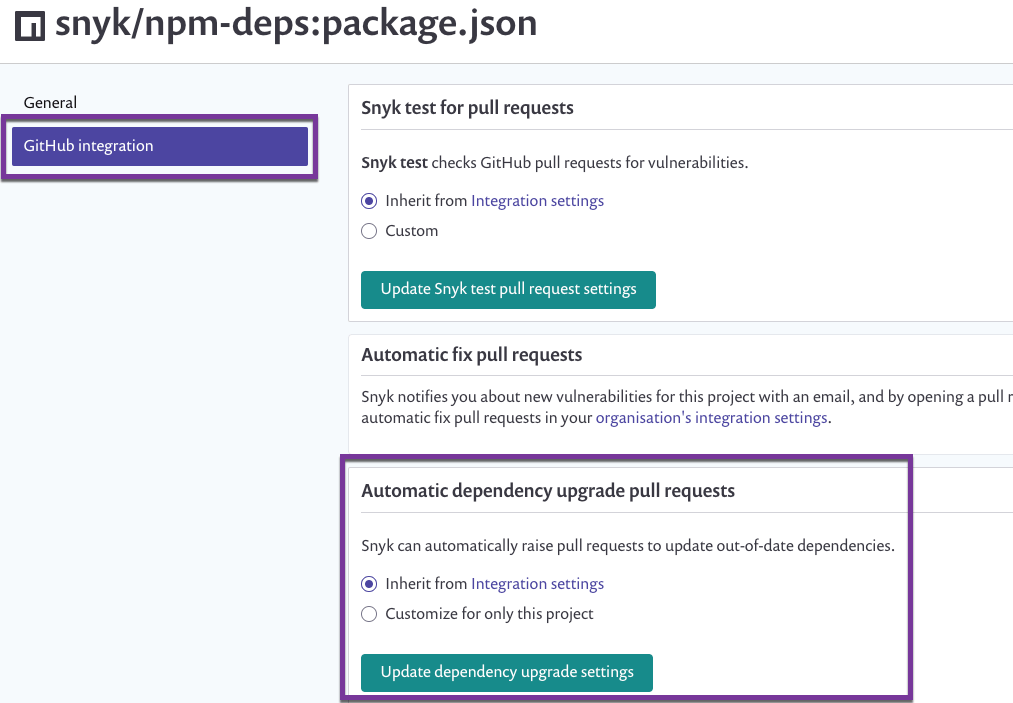 snyk/npm-deps:package.json
General
GitHub integration
Snyk test for pull requests
Snyk test checks GitHub pull requests for vulnerabilities.
Inherit from Integration settings
Custom
Update Snyk test pull request settings
Automatic fix pull requests
Snyk notifies you about new vulnerabilities for this project with an email, and by opening a pull
automatic fix pull requests in your organisation's integration settings.
Automatic dependency upgrade pull requests
Snyk can automatically raise pull requests to update out-of-date dependencies.
Inherit from Integration settings
Customize for only this project
Update dependency upgrade settings